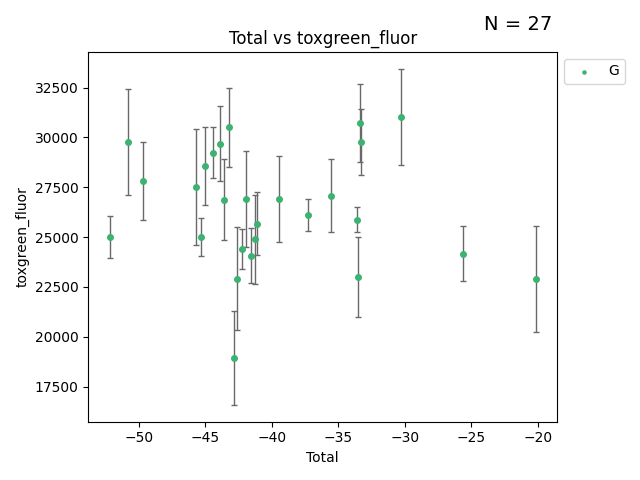 N = 27
Total vs toxgreen_fluor
G
toxgreen_fluor
32500
30000
27500
25000
22500
20000
17500
−50 −45 −40 −35 −30 −25 −20
Total